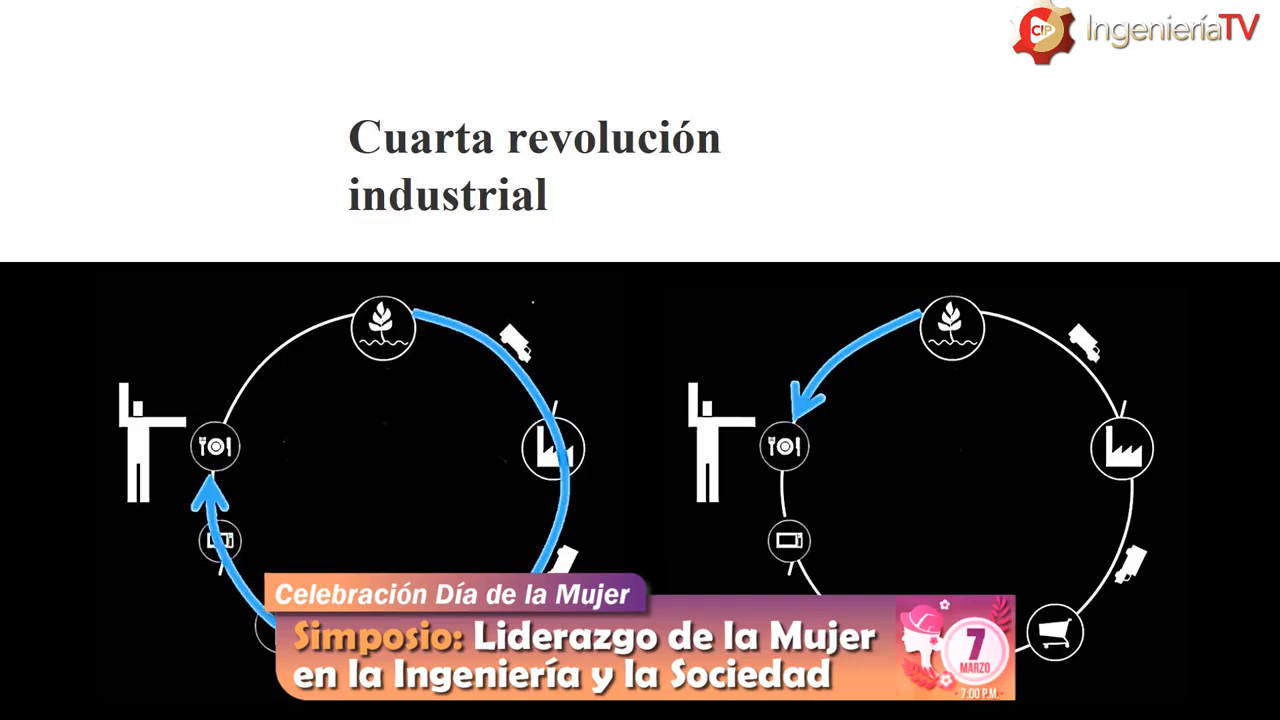 CIP IngenieríaTV
Cuarta revolución
industrial
Celebración Día de la Mujer
Simposio: Liderazgo de la Mujer
en la Ingeniería y la Sociedad
7
MARZO
- 7:00 P.M. -